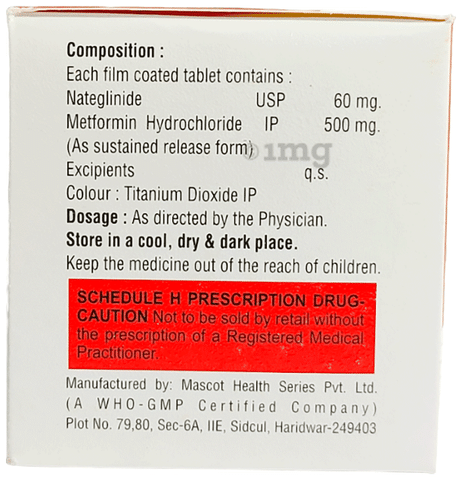 Composition :
Each film coated tablet contains :
Nateglinide USP 60 mg.
Metformin Hydrochloride IP 500 mg.
(As sustained release form)
1mg
Excipients q.s.
Colour : Titanium Dioxide IP
Dosage : As directed by the Physician.
Store in a cool, dry & dark place.
Keep the medicine out of the reach of children.
SCHEDULE H PRESCRIPTION DRUG-
CAUTION Not to be sold by retail without
the prescription of a Registered Medical
Practitioner.
Manufactured by: Mascot Health Series Pvt. Ltd.
(A WHO-GMP Certified Company)
Plot No. 79,80, Sec-6A, IIE, Sidcul, Haridwar-249403